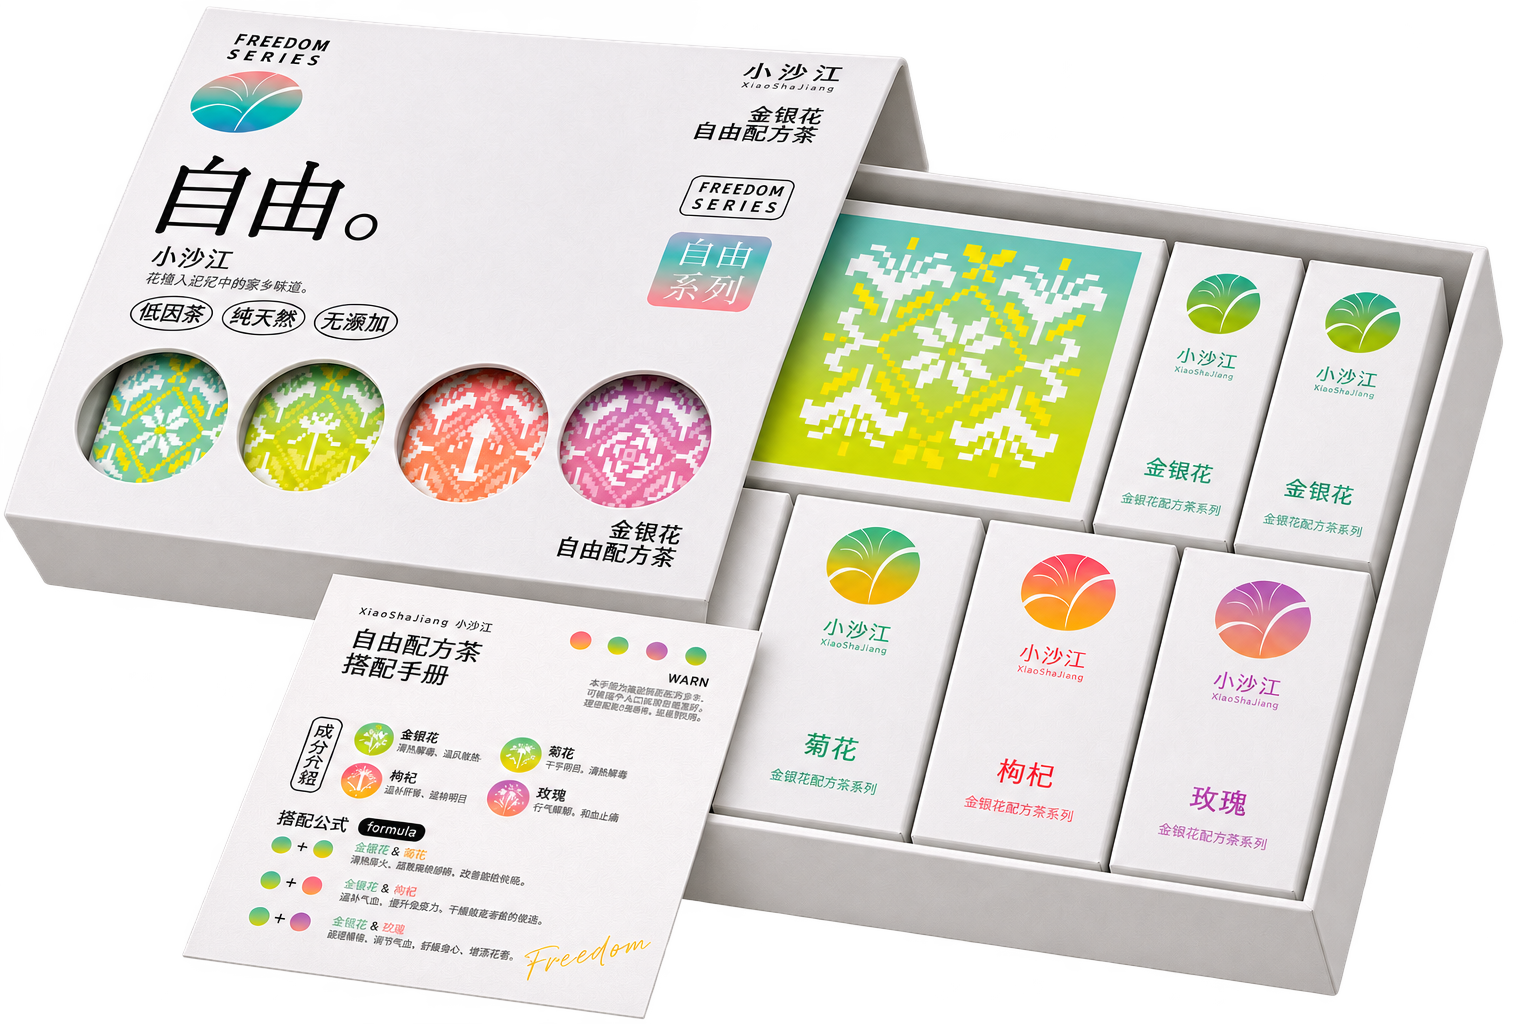 FREEDOM
SERIES
自由。
小沙江
低因茶
纯天然
无添加
小沙江
XiaoShaJiang
金银花
自由配方茶
FREEDOM
SERIES
自由
系列
金银花
自由配方茶
小沙江
XiaoShaJiang
金银花
金银花配方茶系列
小沙江
XiaoShaJiang
金银花
金银花配方茶系列
小沙江
XiaoShaJiang
菊花
金银花配方茶系列
小沙江
XiaoShaJiang
枸杞
金银花配方茶系列
小沙江
XiaoShaJiang
玫瑰
金银花配方茶系列
XiaoShaJiang 小沙江
自由配方茶
搭配手册
WARN
成分
金银花
菊花
枸杞
玫瑰
搭配公式 formula
+
金银花 & 菊花
+
金银花 & 枸杞
+
金银花 & 玫瑰
Freedom